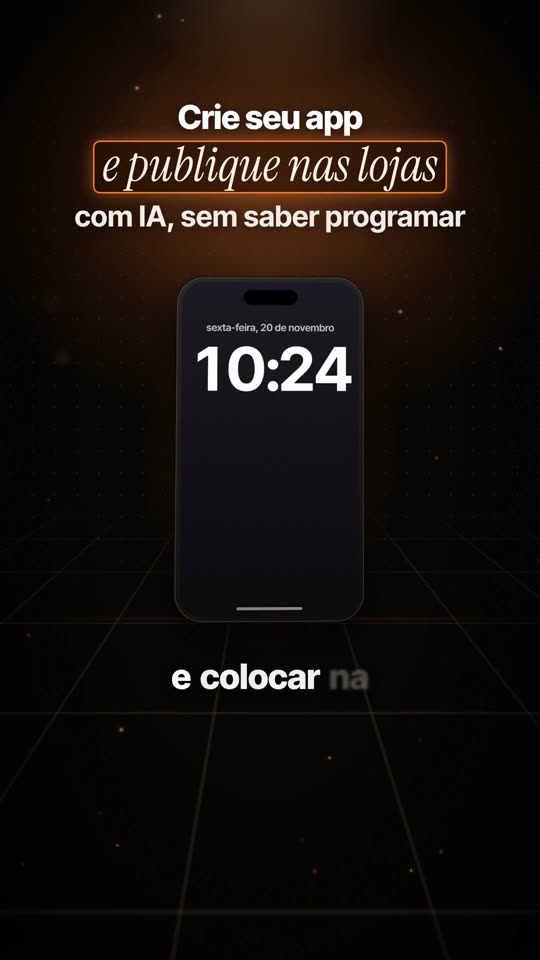 Crie seu app
e publique nas lojas
com IA, sem saber programar
sexta-feira, 20 de novembro
10:24
e colocar na